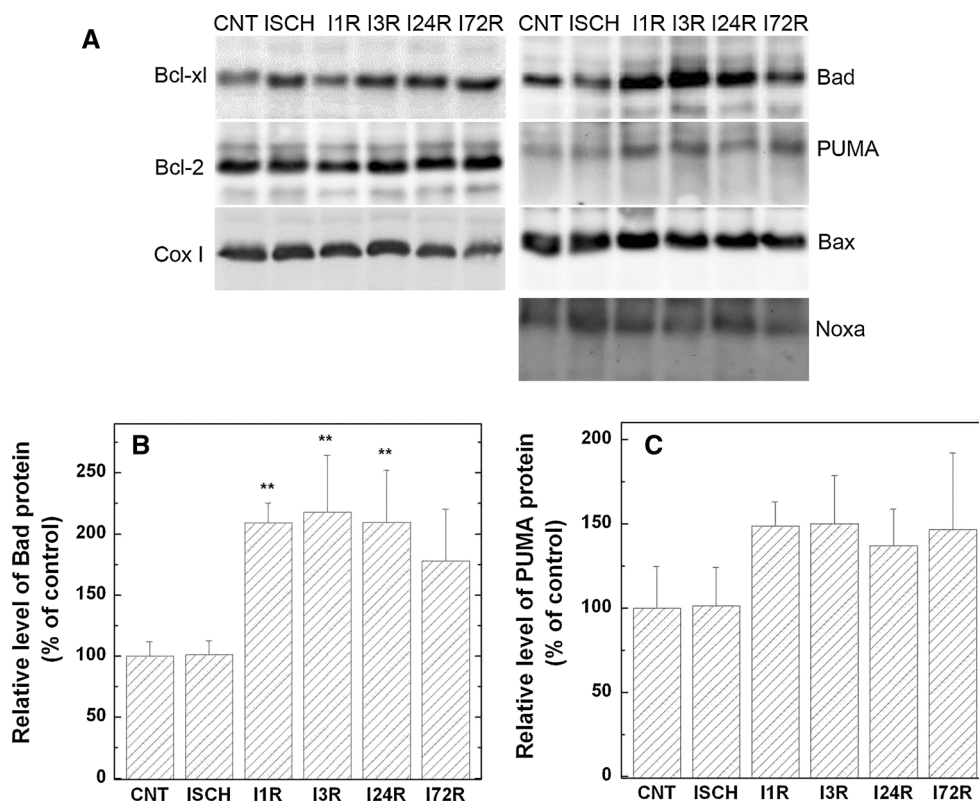 A
CNT ISCH I1R I3R I24R I72R
CNT ISCH I1R I3R I24R I72R
Bcl-xl
Bcl-2
Cox I
Bad
PUMA
Bax
Noxa
B
Relative level of Bad protein
(% of control)
250
200
150
100
50
0
** ** **
CNT ISCH I1R I3R I24R I72R
C
Relative level of PUMA protein
(% of control)
200
150
100
50
0
CNT ISCH I1R I3R I24R I72R